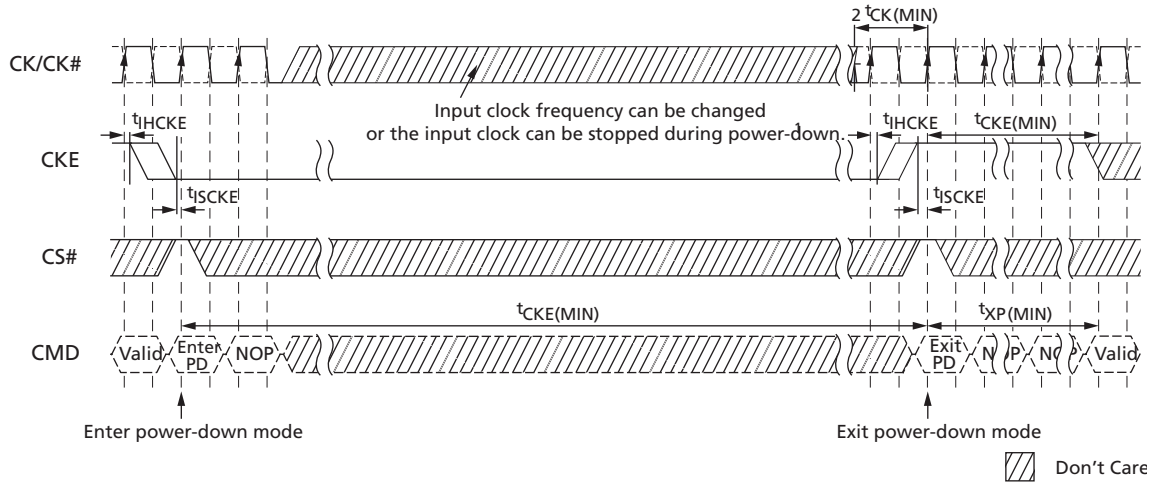 2 tCK(MIN)
CK/CK#
Input clock frequency can be changed
or the input clock can be stopped during power-down.
tIHCKE
tIHCKE
tCKE(MIN)
CKE
tISCKE
tISCKE
CS#
tCKE(MIN)
tXP(MIN)
CMD
Valid
Enter
PD
NOP
Exit
PD
NOP
NOP
Valid
Enter power-down mode
Exit power-down mode
Don't Care